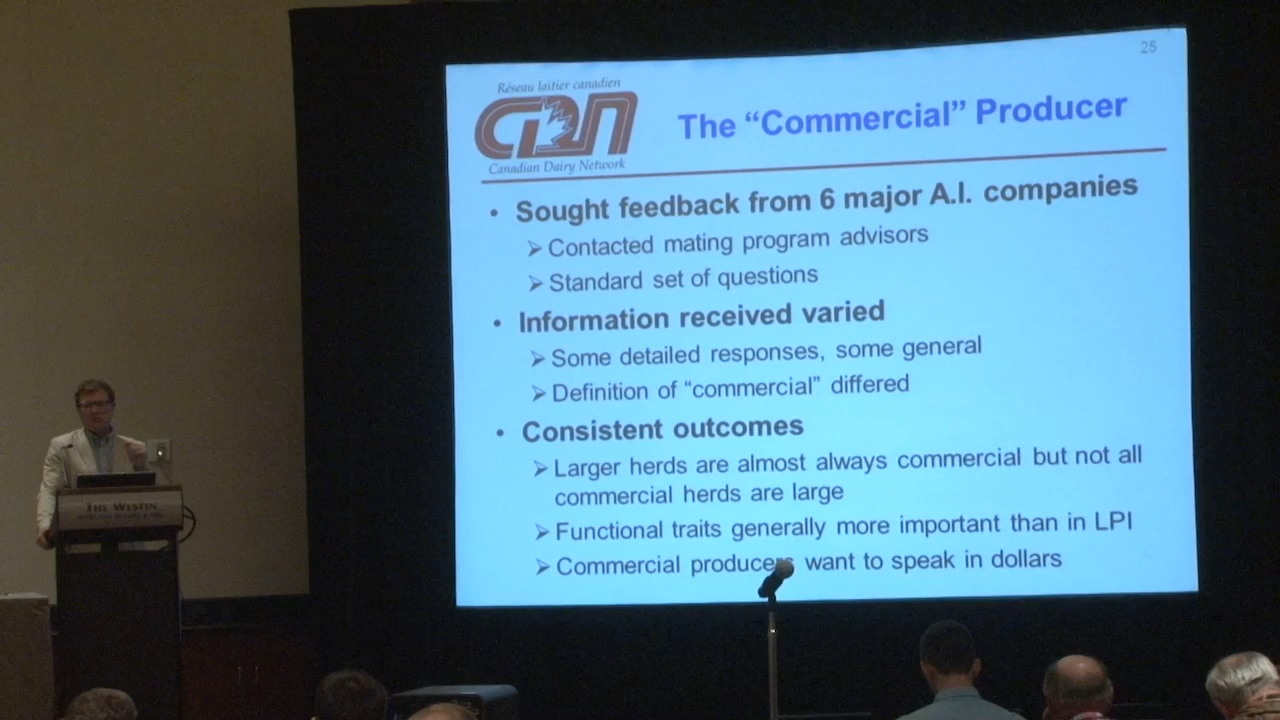 25
Réseau laitier canadien
CDN
Canadian Dairy Network
The “Commercial” Producer
• Sought feedback from 6 major A.I. companies
➢ Contacted mating program advisors
➢ Standard set of questions
• Information received varied
➢ Some detailed responses, some general
➢ Definition of “commercial” differed
• Consistent outcomes
➢ Larger herds are almost always commercial but not all
commercial herds are large
➢ Functional traits generally more important than in LPI
➢ Commercial producers want to speak in dollars
THE WESTIN